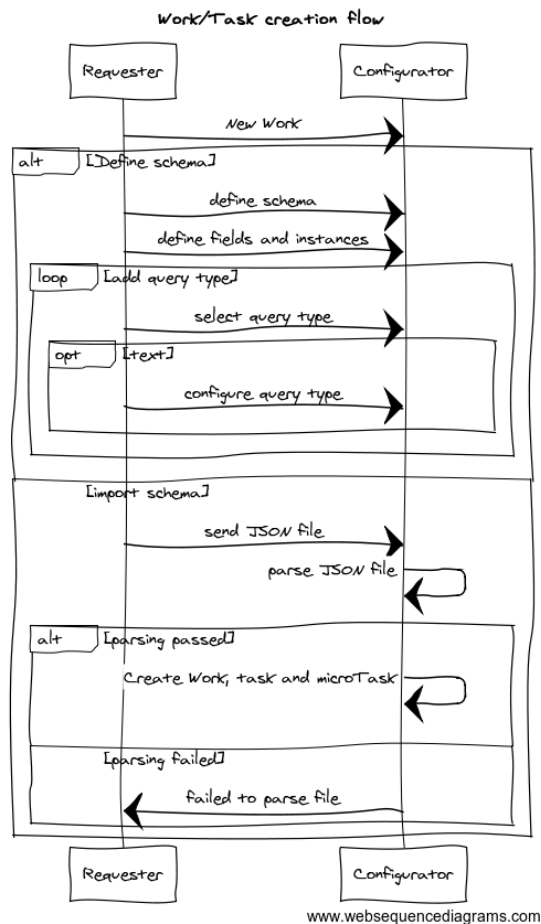 Work/Task creation flow
Requester Configurator
New Work
alt [Define schema]
define schema
define fields and instances
loop [add query type]
select query type
opt [text]
configure query type
[import schema]
send JSON file
parse JSON file
alt [parsing passed]
Create Work, task and microTask
[parsing failed]
failed to parse file
Requester Configurator
www.websequencediagrams.com